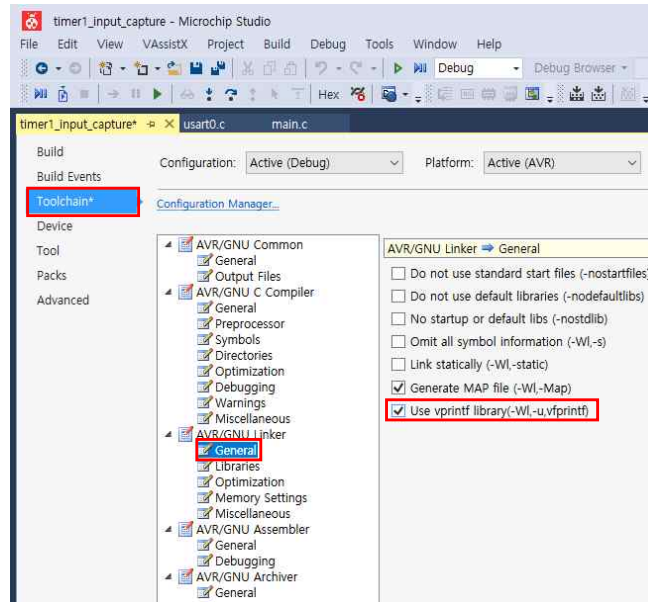 timer1_input_capture - Microchip Studio
File Edit View VAssistX Project Build Debug Tools Window Help
Debug Debug Browser
Hex
timer1_input_capture* usart0.c main.c
Build
Build Events
Toolchain*
Device
Tool
Packs
Advanced
Configuration: Active (Debug) Platform: Active (AVR)
Configuration Manager...
AVR/GNU Common
General
Output Files
AVR/GNU C Compiler
General
Preprocessor
Symbols
Directories
Optimization
Debugging
Warnings
Miscellaneous
AVR/GNU Linker
General
Libraries
Optimization
Memory Settings
Miscellaneous
AVR/GNU Assembler
General
Debugging
AVR/GNU Archiver
General
AVR/GNU Linker ➡ General
Do not use standard start files (-nostartfiles)
Do not use default libraries (-nodefaultlibs)
No startup or default libs (-nostdlib)
Omit all symbol information (-Wl,-s)
Link statically (-Wl,-static)
Generate MAP file (-Wl,-Map)
Use vprintf library(-Wl,-u,vfprintf)